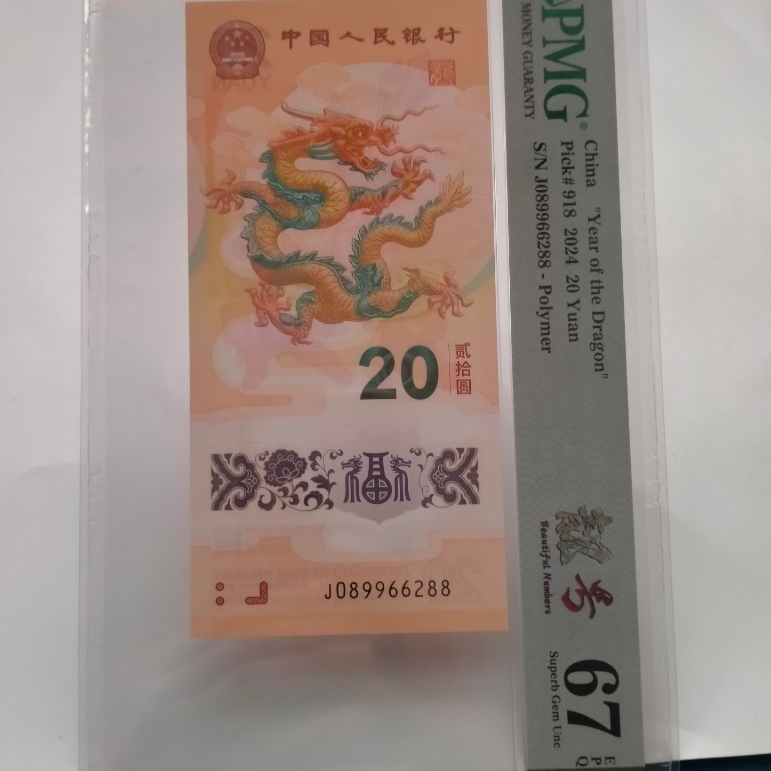 中国人民银行
20
贰拾圆
J089966288
PMG®
MONEY GUARANTY
China "Year of the Dragon"
Pick# 918 2024 20 Yuan
S/N J089966288 - Polymer
靓号
Beautiful Numbers
67
EPQ
Superb Gem Unc